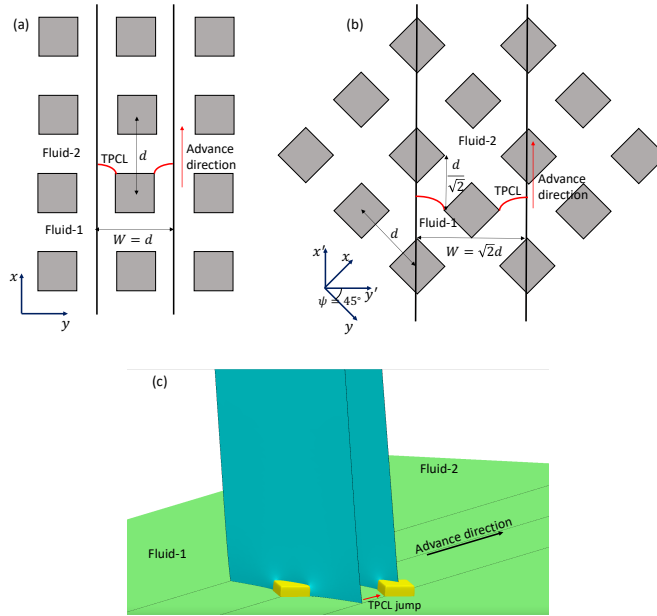 (a)
Fluid-2
TPCL
d
Advance
direction
Fluid-1
W = d
x
y
(b)
Fluid-2
d
√2
TPCL
Advance
direction
Fluid-1
d
W = √2d
x'
x
y'
ψ = 45°
y
(c)
Fluid-2
Fluid-1
Advance direction
TPCL jump